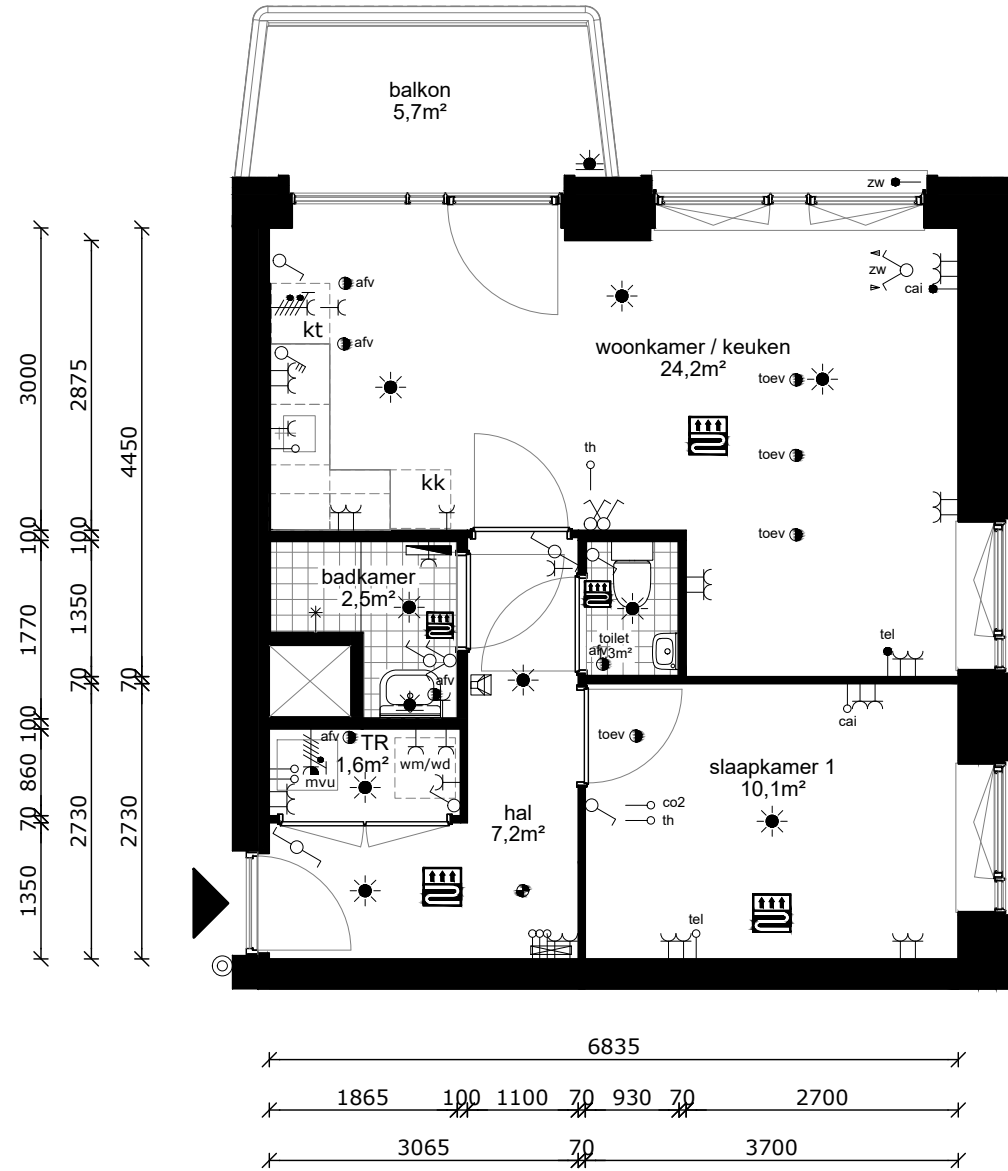 balkon
5,7m²
zw
zw
cai
afv
kt
afv
woonkamer / keuken
24,2m²
toev
toev
toev
th
kk
badkamer
2,5m²
toilet
afv
3m²
tel
afv
cai
afv
TR
1,6m²
mvu
wm/wd
toev
slaapkamer 1
10,1m²
co2
th
hal
7,2m²
tel
3000
100
1770
100
860
70
1350
2875
100
1350
70
2730
4450
70
2730
6835
1865
100
1100
70
930
70
2700
3065
70
3700